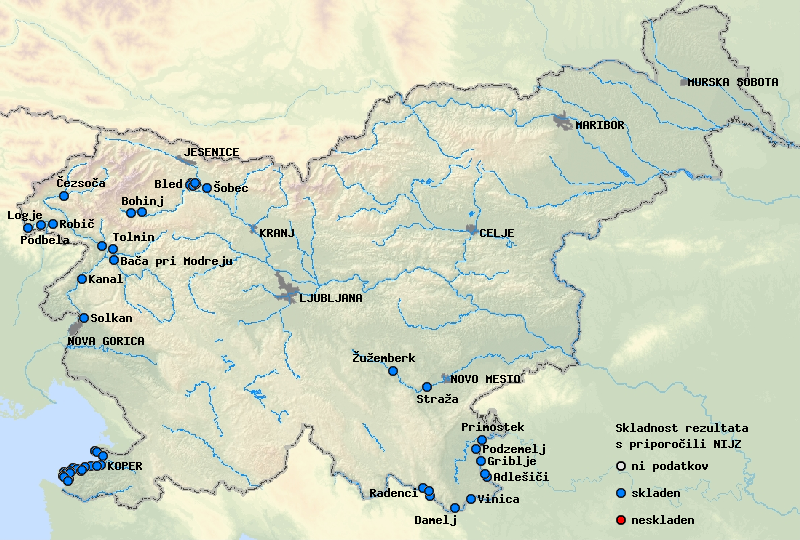 MURSKA SOBOTA
MARIBOR
JESENICE
Čezsoča
Bled
Šobec
Bohinj
Logje
Robič
Podbela
KRANJ
CELJE
Tolmin
Bača pri Modreju
Kanal
LJUBLJANA
Solkan
NOVA GORICA
Žužemberk
NOVO MESTO
Straža
Primostek
Podzemelj
Griblje
KOPER
Adlešiči
Radenci
Vinica
Damelj
Skladnost rezultata
s priporočili NIJZ
ni podatkov
skladen
neskladen